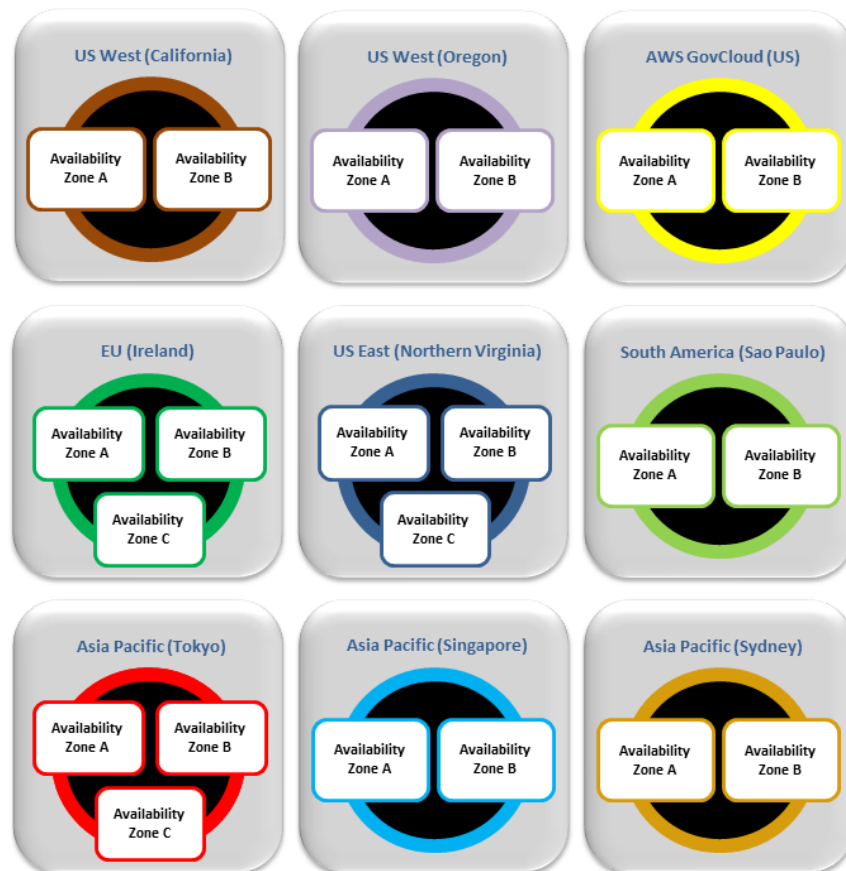 US West (California)
Availability
Zone A
Availability
Zone B
US West (Oregon)
Availability
Zone A
Availability
Zone B
AWS GovCloud (US)
Availability
Zone A
Availability
Zone B
EU (Ireland)
Availability
Zone A
Availability
Zone B
Availability
Zone C
US East (Northern Virginia)
Availability
Zone A
Availability
Zone B
Availability
Zone C
South America (Sao Paulo)
Availability
Zone A
Availability
Zone B
Asia Pacific (Tokyo)
Availability
Zone A
Availability
Zone B
Availability
Zone C
Asia Pacific (Singapore)
Availability
Zone A
Availability
Zone B
Asia Pacific (Sydney)
Availability
Zone A
Availability
Zone B